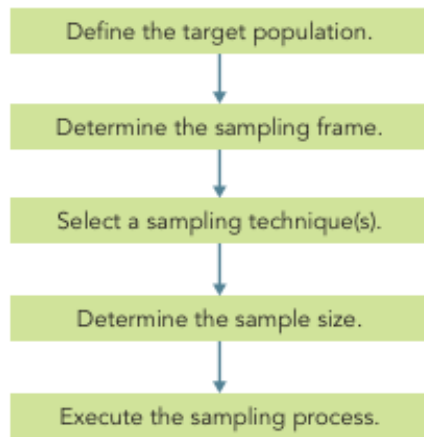 Define the target population.
Determine the sampling frame.
Select a sampling technique(s).
Determine the sample size.
Execute the sampling process.